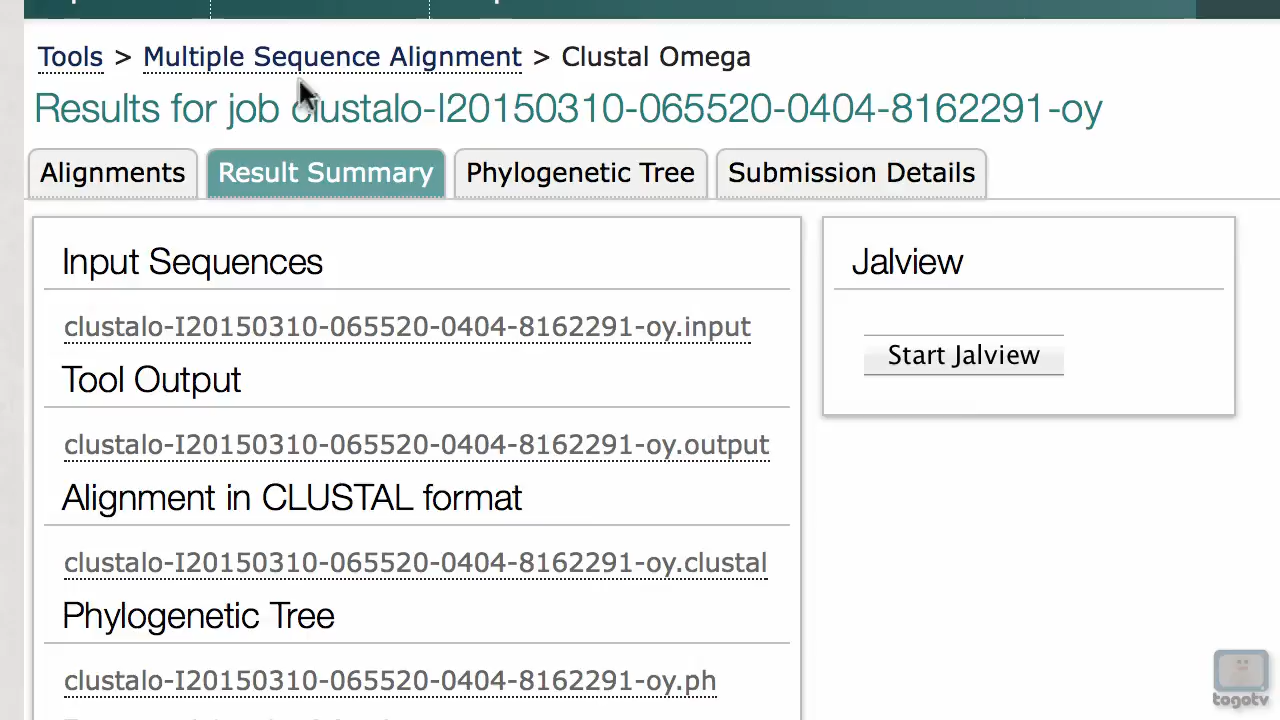 Tools > Multiple Sequence Alignment > Clustal Omega
Results for job clustalo-I20150310-065520-0404-8162291-oy
Alignments
Result Summary
Phylogenetic Tree
Submission Details
Input Sequences
clustalo-I20150310-065520-0404-8162291-oy.input
Tool Output
clustalo-I20150310-065520-0404-8162291-oy.output
Alignment in CLUSTAL format
clustalo-I20150310-065520-0404-8162291-oy.clustal
Phylogenetic Tree
clustalo-I20150310-065520-0404-8162291-oy.ph
Jalview
Start Jalview
togotv